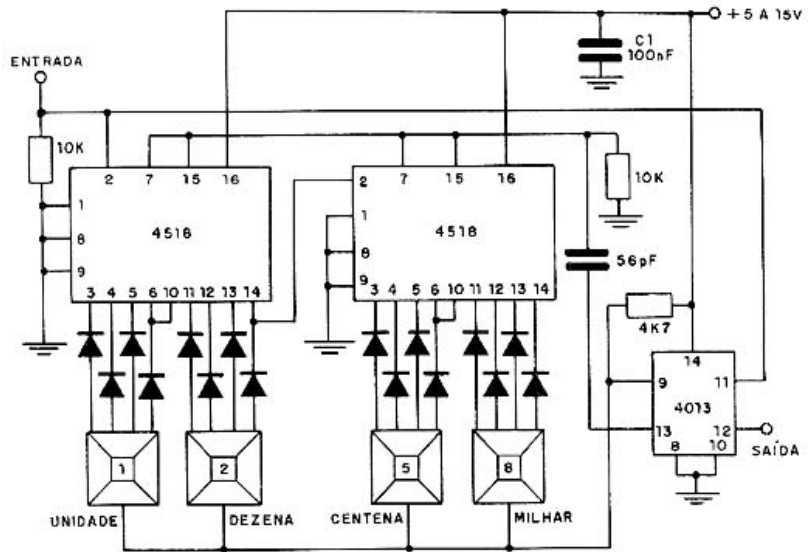 +5 A 15V
C1
100nF
ENTRADA
10K
2 7 15 16
1
8
9
4518
3 4 5 6 10 11 12 13 14
2 7 15 16
1
8
9
4518
3 4 5 6 10 11 12 13 14
10K
56pF
4K7
14
9 11
4013
13 12
8 10
SAÍDA
1 2 5 8
UNIDADE DEZENA CENTENA MILHAR